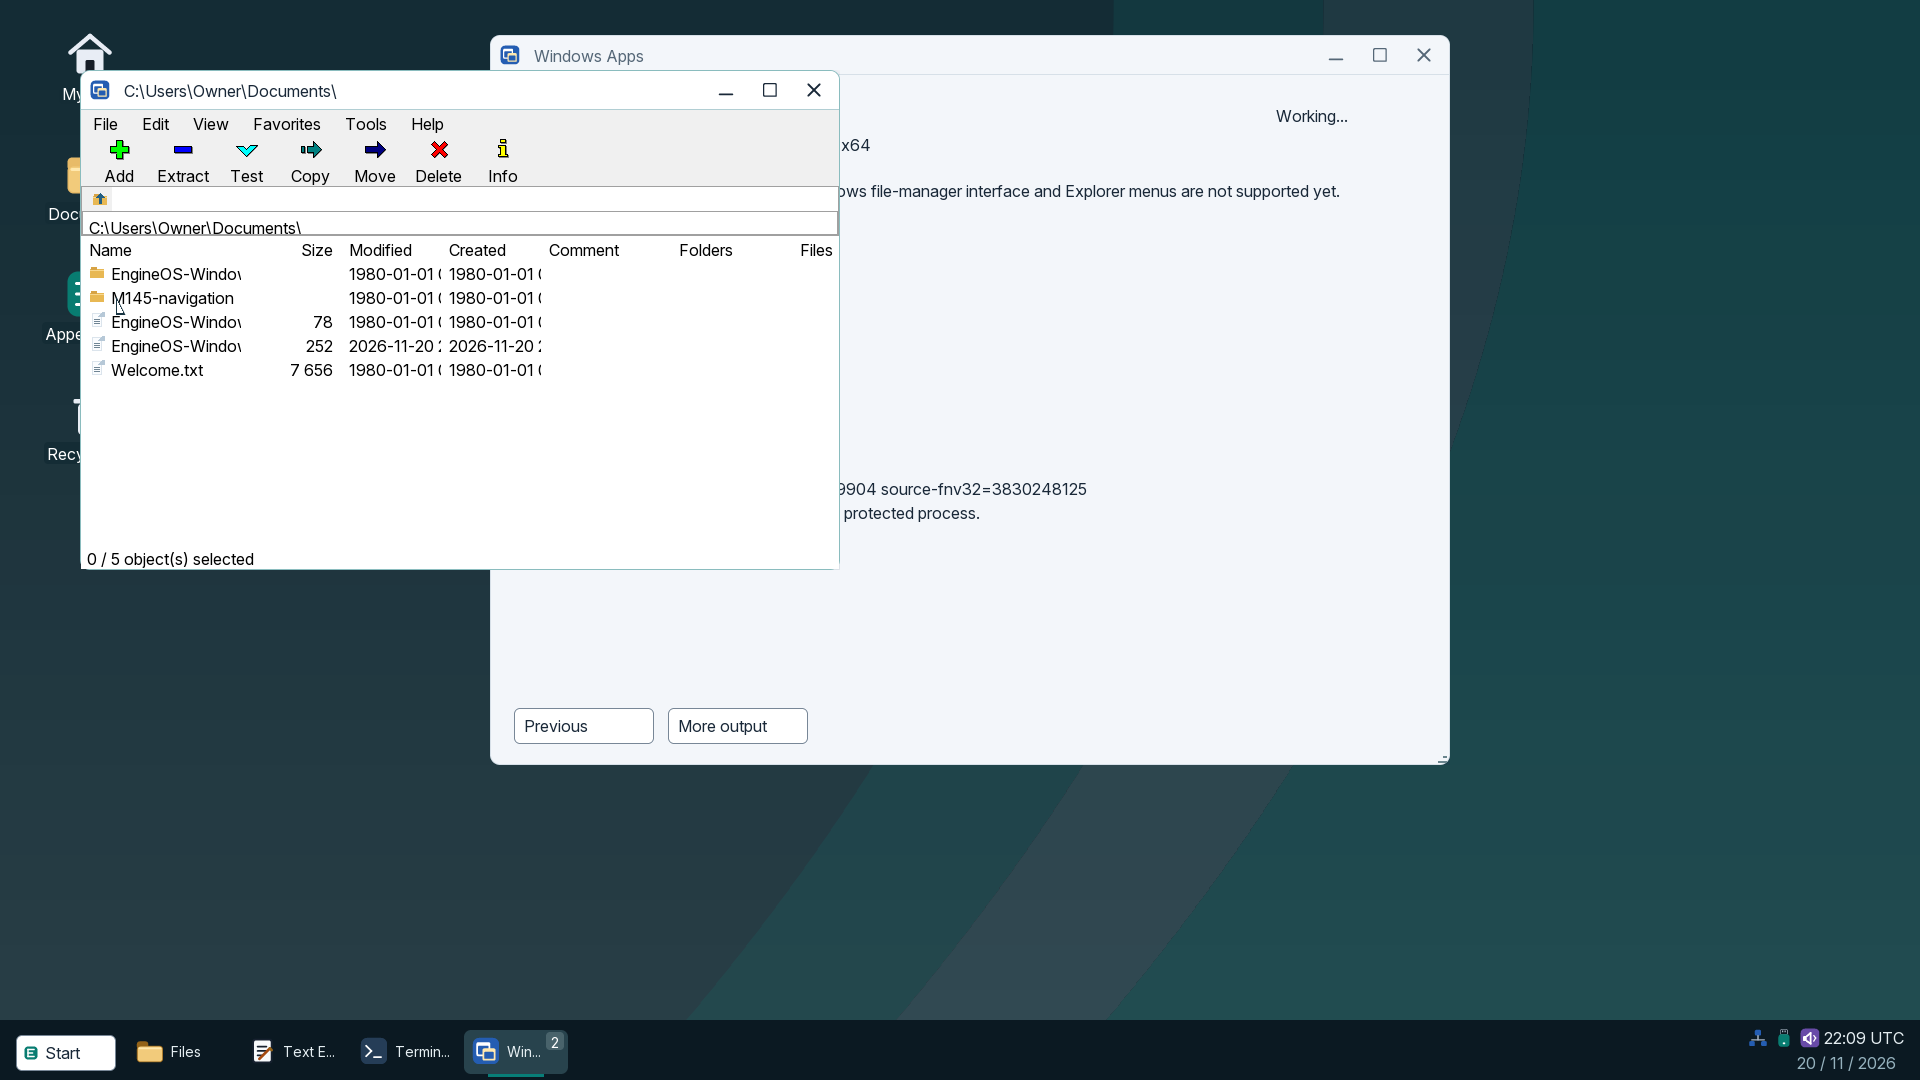 Windows Apps
My
C:\Users\Owner\Documents\
Working...
File Edit View Favorites Tools Help
x64
Add Extract Test Copy Move Delete Info
ows file-manager interface and Explorer menus are not supported yet.
Doc
C:\Users\Owner\Documents\
Name Size Modified Created Comment Folders Files
EngineOS-Windo 1980-01-01 1980-01-01
M145-navigation 1980-01-01 1980-01-01
EngineOS-Windo 78 1980-01-01 1980-01-01
Appe
EngineOS-Windo 252 2026-11-20 2026-11-20
Welcome.txt 7 656 1980-01-01 1980-01-01
Recy
9904 source-fnv32=3830248125
protected process.
0 / 5 object(s) selected
Previous More output
Start Files Text E... Termin... Win... 2
22:09 UTC
20 / 11 / 2026